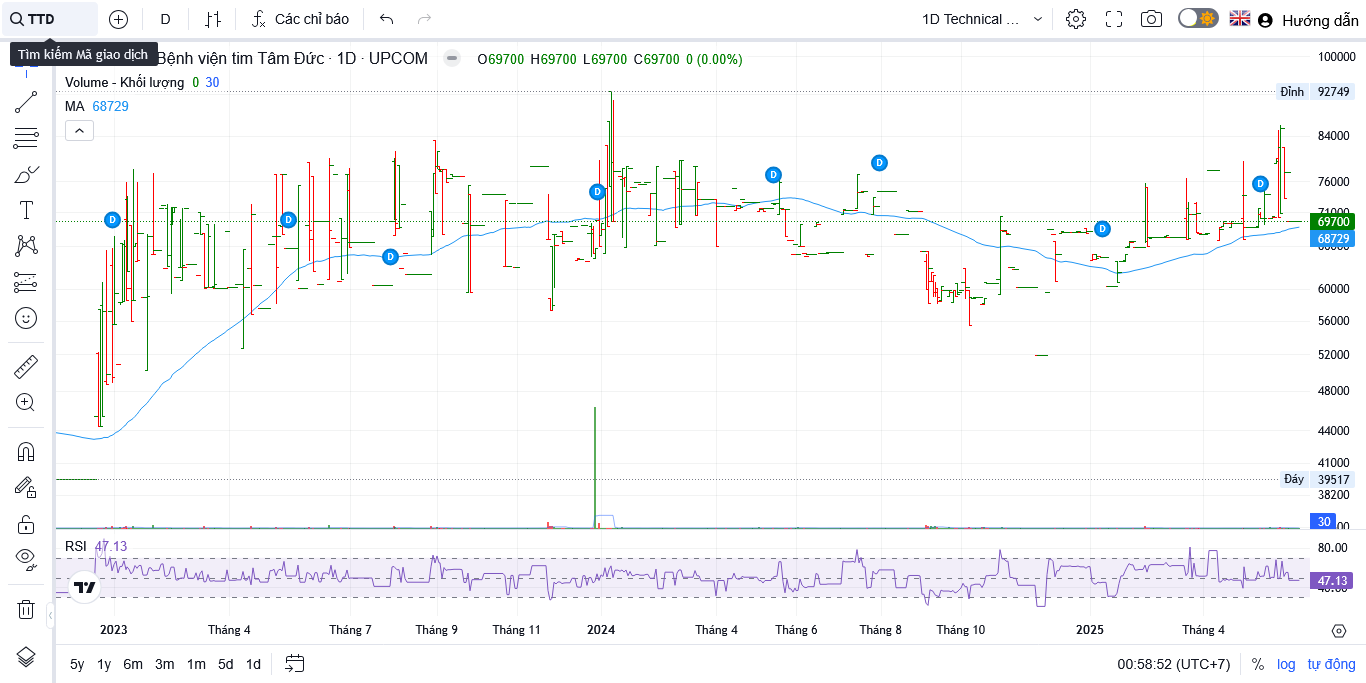 TTD
D
Các chỉ báo
1D Technical ...
Hướng dẫn
Tìm kiếm Mã giao dịch
Bệnh viện tim Tâm Đức · 1D · UPCOM
O69700 H69700 L69700 C69700 0 (0.00%)
Volume - Khối lượng 0 30
MA 68729
100000
Đỉnh 92749
84000
76000
71000
69700
68729
60000
56000
52000
48000
44000
41000
Đáy 39517
38200
30
D
D
D
D
D
D
D
D
RSI 47.13
80.00
47.13
2023
Tháng 4
Tháng 7
Tháng 9
Tháng 11
2024
Tháng 4
Tháng 6
Tháng 8
Tháng 10
2025
Tháng 4
5y 1y 6m 3m 1m 5d 1d
00:58:52 (UTC+7)
% log tự động